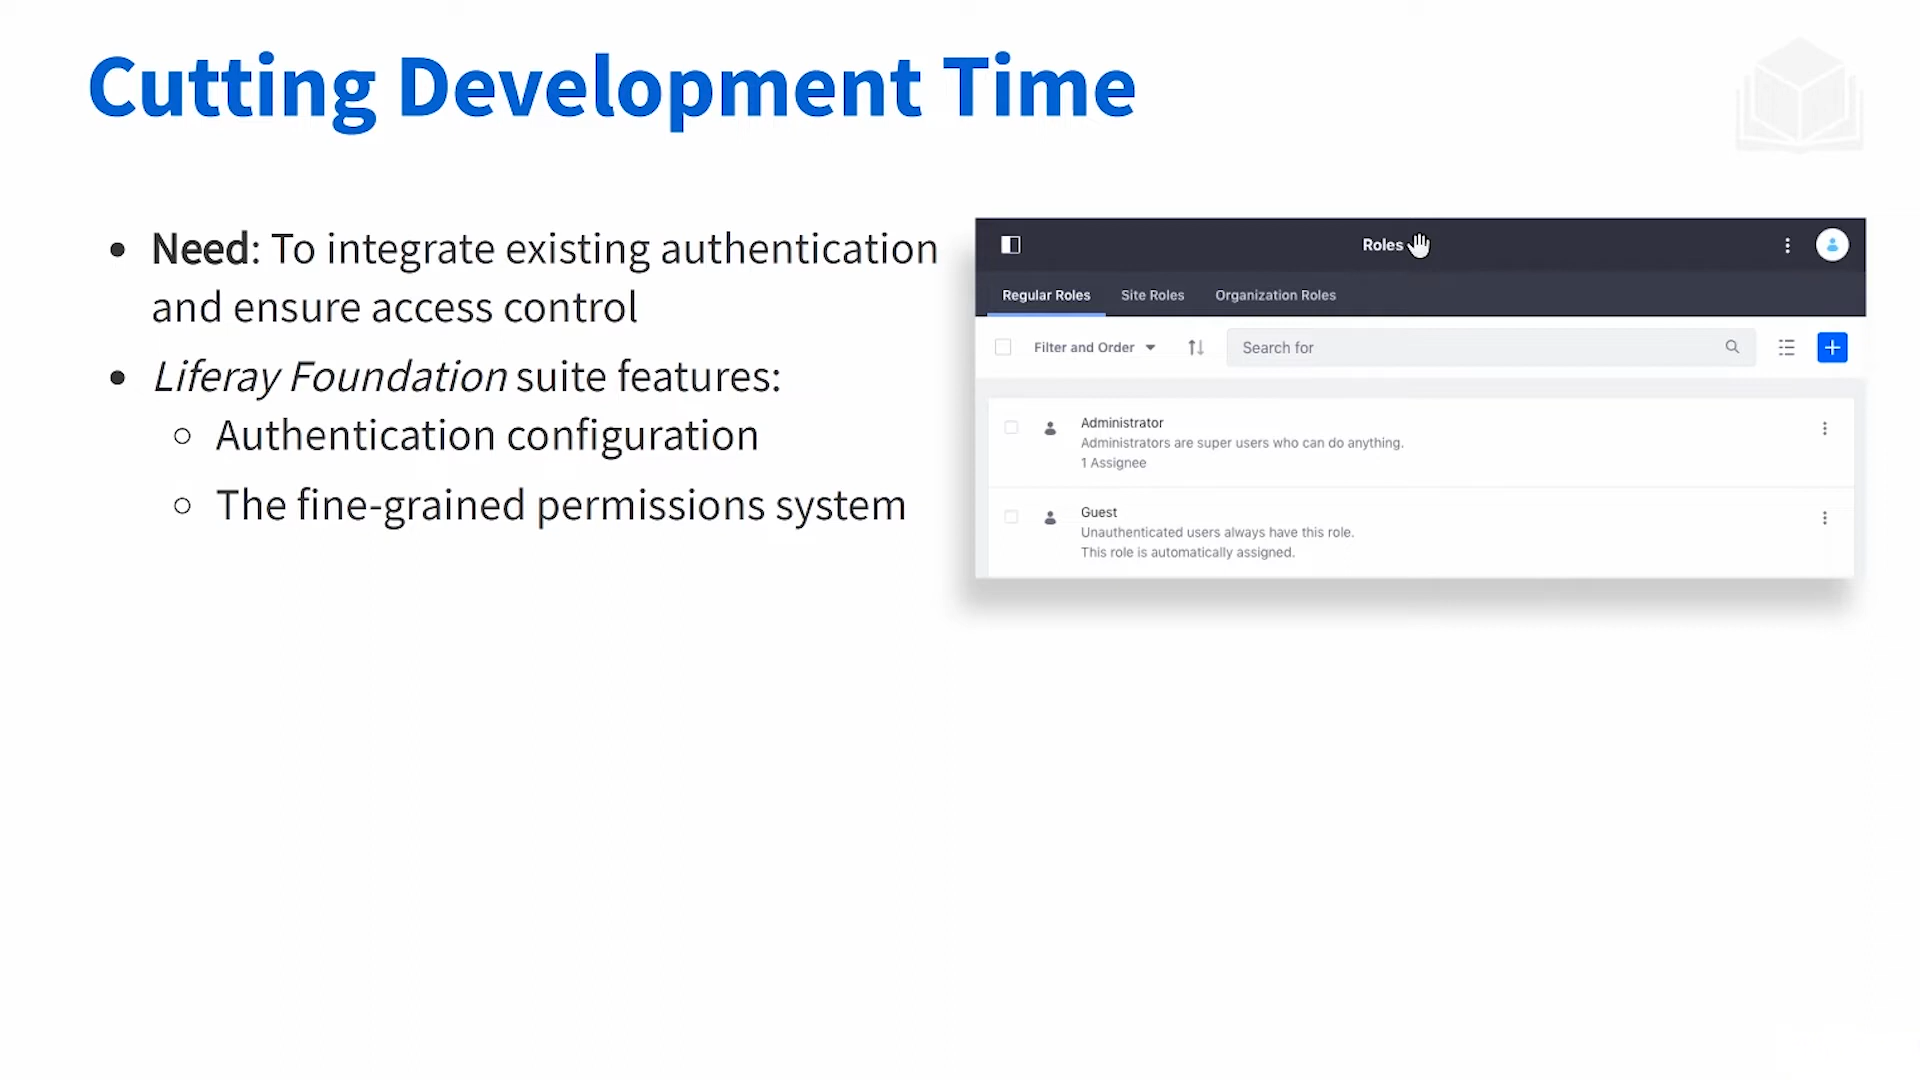 Cutting Development Time
• Need: To integrate existing authentication
and ensure access control
• Liferay Foundation suite features:
○ Authentication configuration
○ The fine-grained permissions system
Roles
Regular Roles Site Roles Organization Roles
Filter and Order Search for
Administrator
Administrators are super users who can do anything.
1 Assignee
Guest
Unauthenticated users always have this role.
This role is automatically assigned.